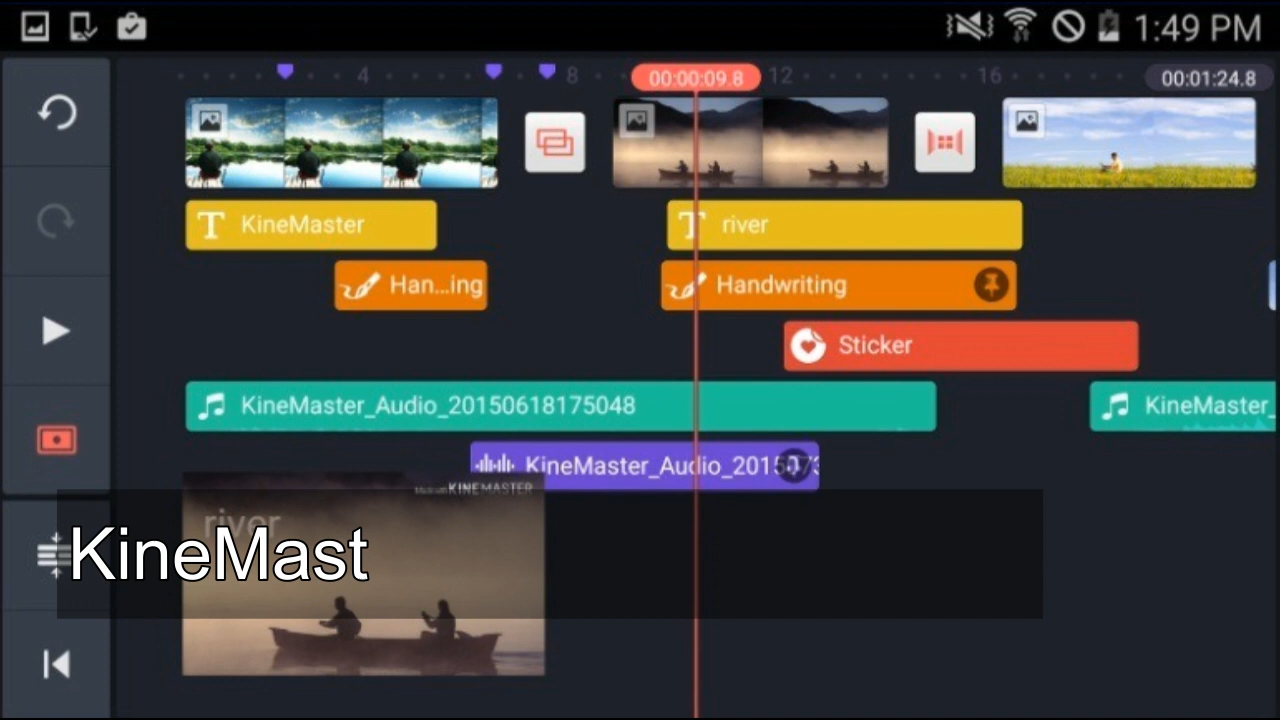 1:49 PM
4 8 00:00:09.8 12 16 00:01:24.8
T KineMaster
T river
Han...ing
Handwriting
Sticker
KineMaster_Audio_20150618175048
KineMaster_
KineMaster_Audio_201507
KINEMASTER
river
KineMast